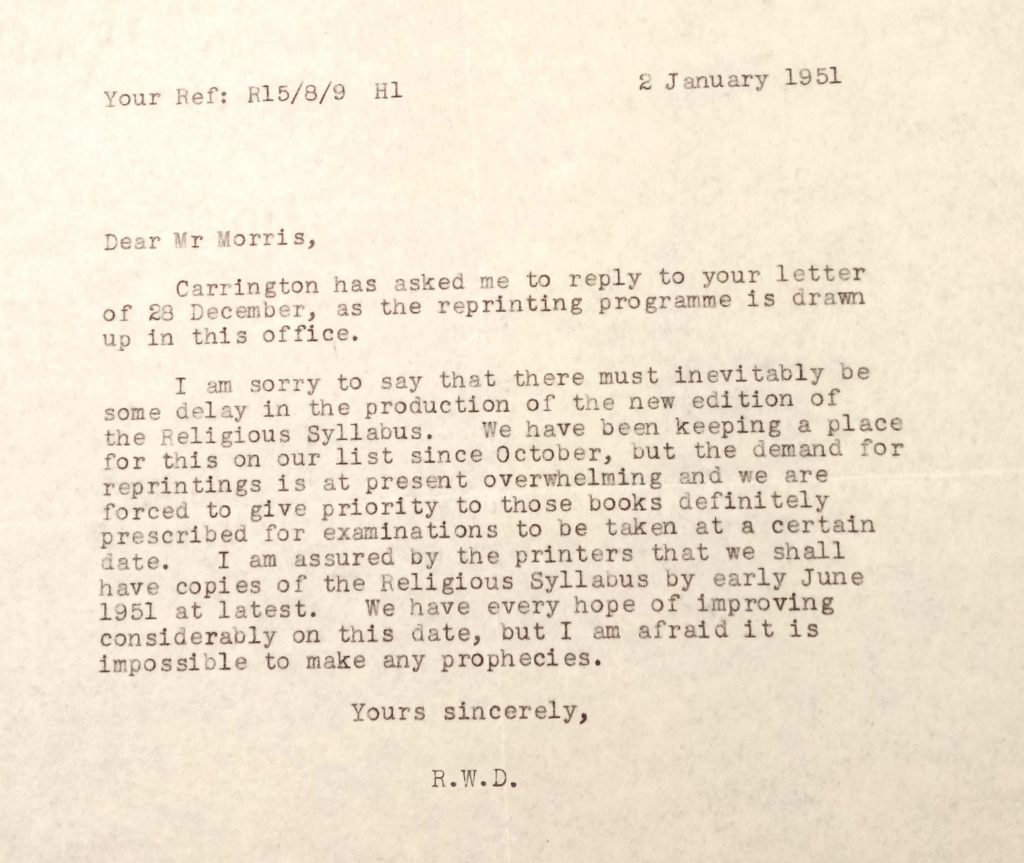 Your Ref: R15/8/9 H1
2 January 1951
Dear Mr Morris,
Carrington has asked me to reply to your letter
of 28 December, as the reprinting programme is drawn
up in this office.
I am sorry to say that there must inevitably be
some delay in the production of the new edition of
the Religious Syllabus. We have been keeping a place
for this on our list since October, but the demand for
reprintings is at present overwhelming and we are
forced to give priority to those books definitely
prescribed for examinations to be taken at a certain
date. I am assured by the printers that we shall
have copies of the Religious Syllabus by early June
1951 at latest. We have every hope of improving
considerably on this date, but I am afraid it is
impossible to make any prophecies.
Yours sincerely,
R.W.D.